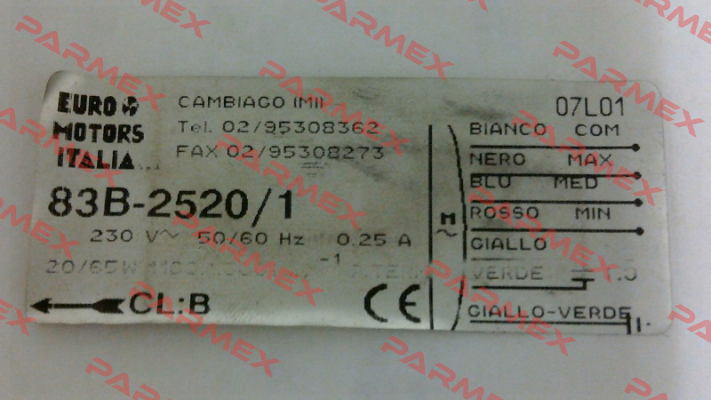 EURO
MOTORS
ITALIA
CAMBIAGO (MI)
Tel. 02/95308362
FAX 02/95308273
83B-2520/1
230 V~ 50/60 Hz 0.25 A
20/65W
CL:B
CE
M
~
07L01
BIANCO COM
NERO MAX
BLU MED
ROSSO MIN
GIALLO
VERDE
GIALLO-VERDE
PARMEX